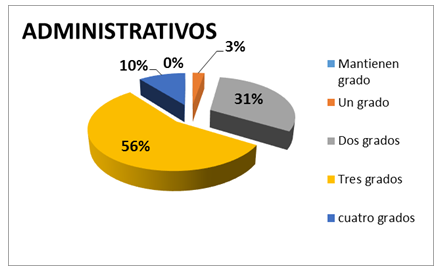 ADMINISTRATIVOS
0%
3%
10%
31%
56%
Mantienen
grado
Un grado
Dos grados
Tres grados
cuatro grados